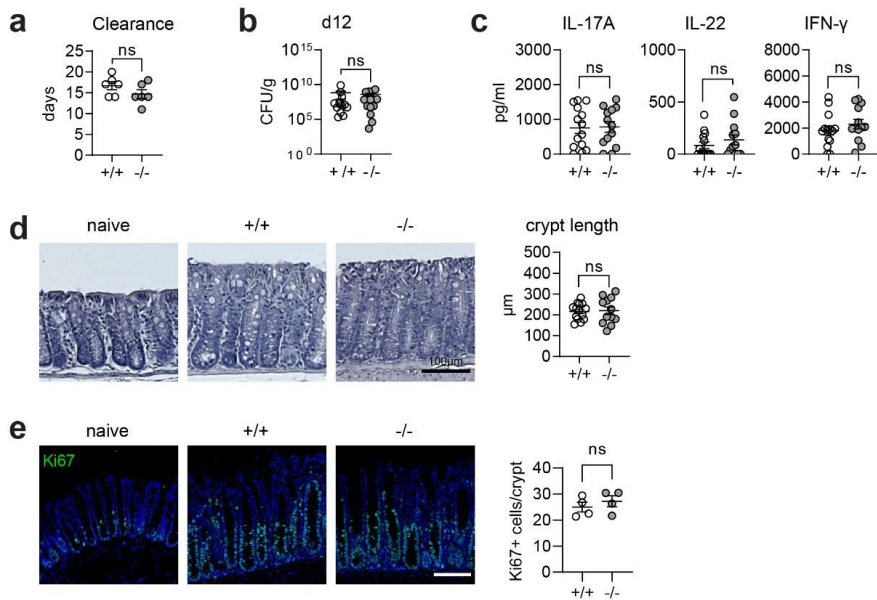 a
Clearance
ns
days
25
20
15
10
5
0
+/+ -/-
b
d12
ns
CFU/g
10^15
10^10
10^5
10^0
+/+ -/-
c
IL-17A
ns
pg/ml
3000
2000
1000
0
+/+ -/-
IL-22
ns
1000
500
0
+/+ -/-
IFN-γ
ns
8000
6000
4000
2000
0
+/+ -/-
d
naive
+/+
-/-
100μm
crypt length
ns
μm
500
400
300
200
100
0
+/+ -/-
e
naive
+/+
-/-
Ki67
ns
Ki67+ cells/crypt
40
30
20
10
0
+/+ -/-